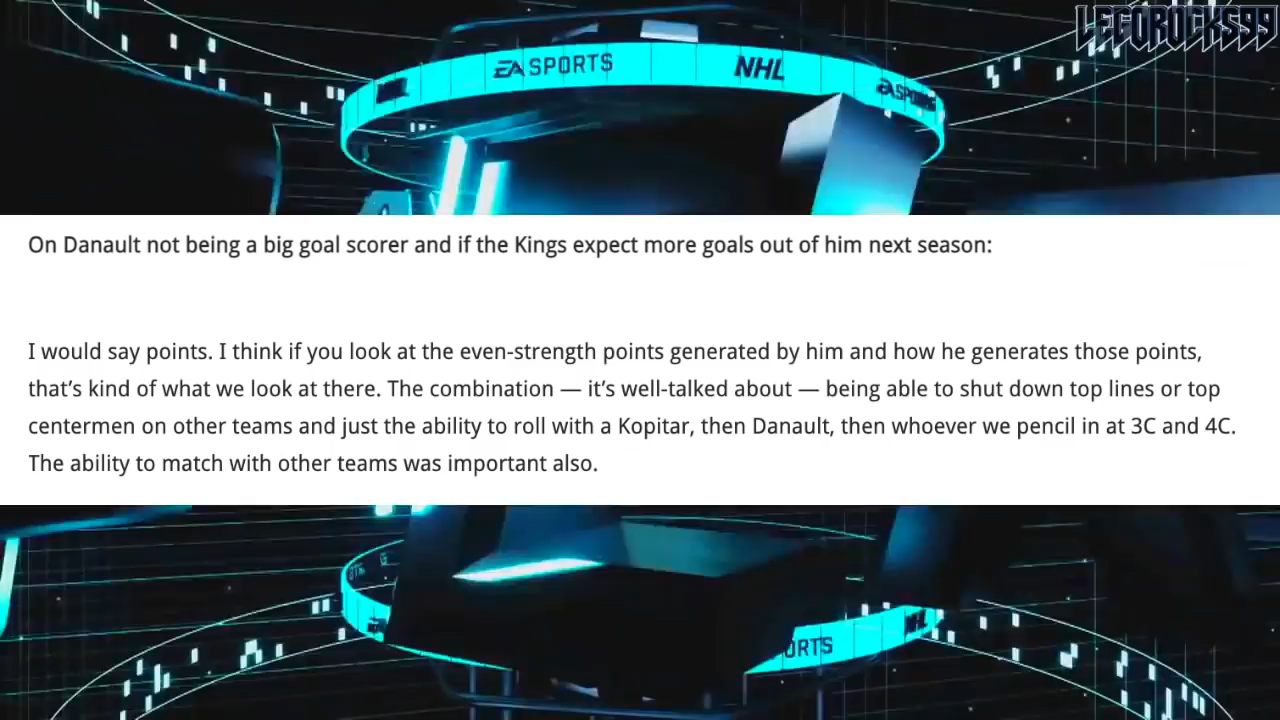 LEGOROCKS99
EA SPORTS
NHL
EA SPORTS
On Danault not being a big goal scorer and if the Kings expect more goals out of him next season:
I would say points. I think if you look at the even-strength points generated by him and how he generates those points,
that’s kind of what we look at there. The combination — it’s well-talked about — being able to shut down top lines or top
centermen on other teams and just the ability to roll with a Kopitar, then Danault, then whoever we pencil in at 3C and 4C.
The ability to match with other teams was important also.
ORTS